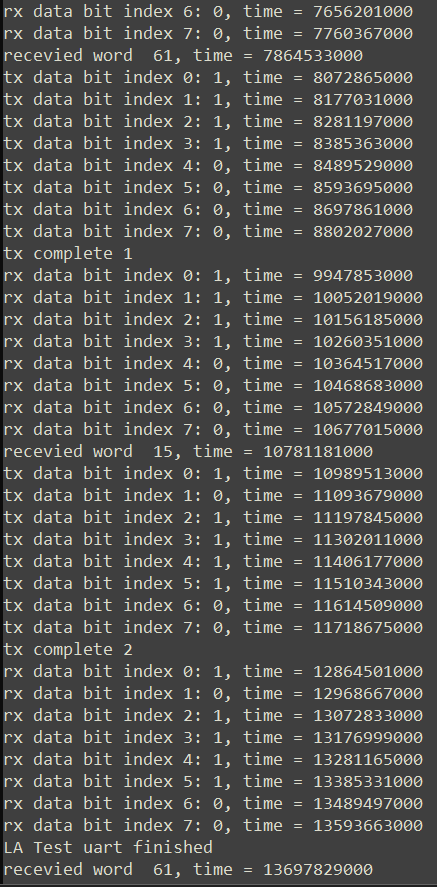 rx data bit index 6: 0, time = 7656201000
rx data bit index 7: 0, time = 7760367000
recevied word  61, time = 7864533000
tx data bit index 0: 1, time = 8072865000
tx data bit index 1: 1, time = 8177031000
tx data bit index 2: 1, time = 8281197000
tx data bit index 3: 1, time = 8385363000
tx data bit index 4: 0, time = 8489529000
tx data bit index 5: 0, time = 8593695000
tx data bit index 6: 0, time = 8697861000
tx data bit index 7: 0, time = 8802027000
tx complete 1
rx data bit index 0: 1, time = 9947853000
rx data bit index 1: 1, time = 10052019000
rx data bit index 2: 1, time = 10156185000
rx data bit index 3: 1, time = 10260351000
rx data bit index 4: 0, time = 10364517000
rx data bit index 5: 0, time = 10468683000
rx data bit index 6: 0, time = 10572849000
rx data bit index 7: 0, time = 10677015000
recevied word  15, time = 10781181000
tx data bit index 0: 1, time = 10989513000
tx data bit index 1: 0, time = 11093679000
tx data bit index 2: 1, time = 11197845000
tx data bit index 3: 1, time = 11302011000
tx data bit index 4: 1, time = 11406177000
tx data bit index 5: 1, time = 11510343000
tx data bit index 6: 0, time = 11614509000
tx data bit index 7: 0, time = 11718675000
tx complete 2
rx data bit index 0: 1, time = 12864501000
rx data bit index 1: 0, time = 12968667000
rx data bit index 2: 1, time = 13072833000
rx data bit index 3: 1, time = 13176999000
rx data bit index 4: 1, time = 13281165000
rx data bit index 5: 1, time = 13385331000
rx data bit index 6: 0, time = 13489497000
rx data bit index 7: 0, time = 13593663000
LA Test uart finished
recevied word  61, time = 13697829000